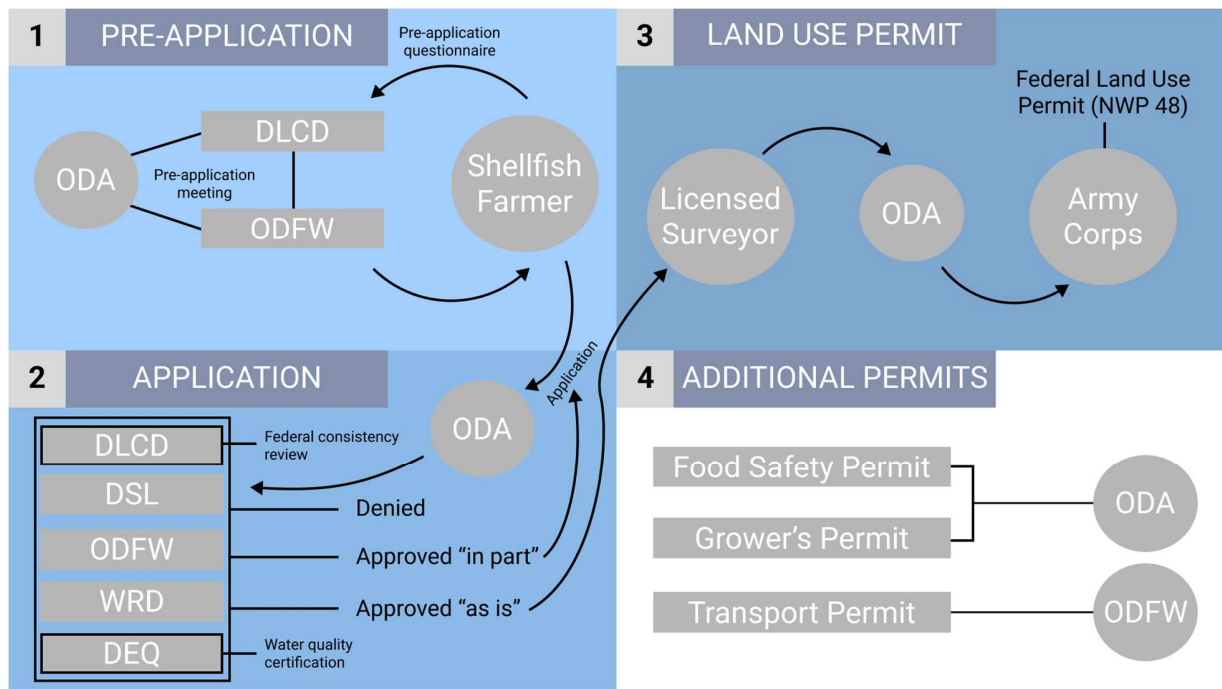 1 PRE-APPLICATION
Pre-application
questionnaire
DLCD
ODA
Pre-application
meeting
ODFW
Shellfish
Farmer
2 APPLICATION
Application
ODA
DLCD
Federal consistency
review
DSL
Denied
ODFW
Approved “in part”
WRD
Approved “as is”
DEQ
Water quality
certification
3 LAND USE PERMIT
Federal Land Use
Permit (NWP 48)
Licensed
Surveyor
ODA
Army
Corps
4 ADDITIONAL PERMITS
Food Safety Permit
Grower’s Permit
ODA
Transport Permit
ODFW